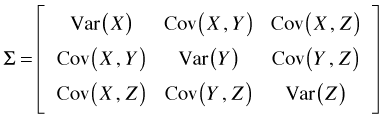 Var(X) Cov(X,Y) Cov(X,Z)
Σ = Cov(X,Y) Var(Y) Cov(Y,Z)
Cov(X,Z) Cov(Y,Z) Var(Z)